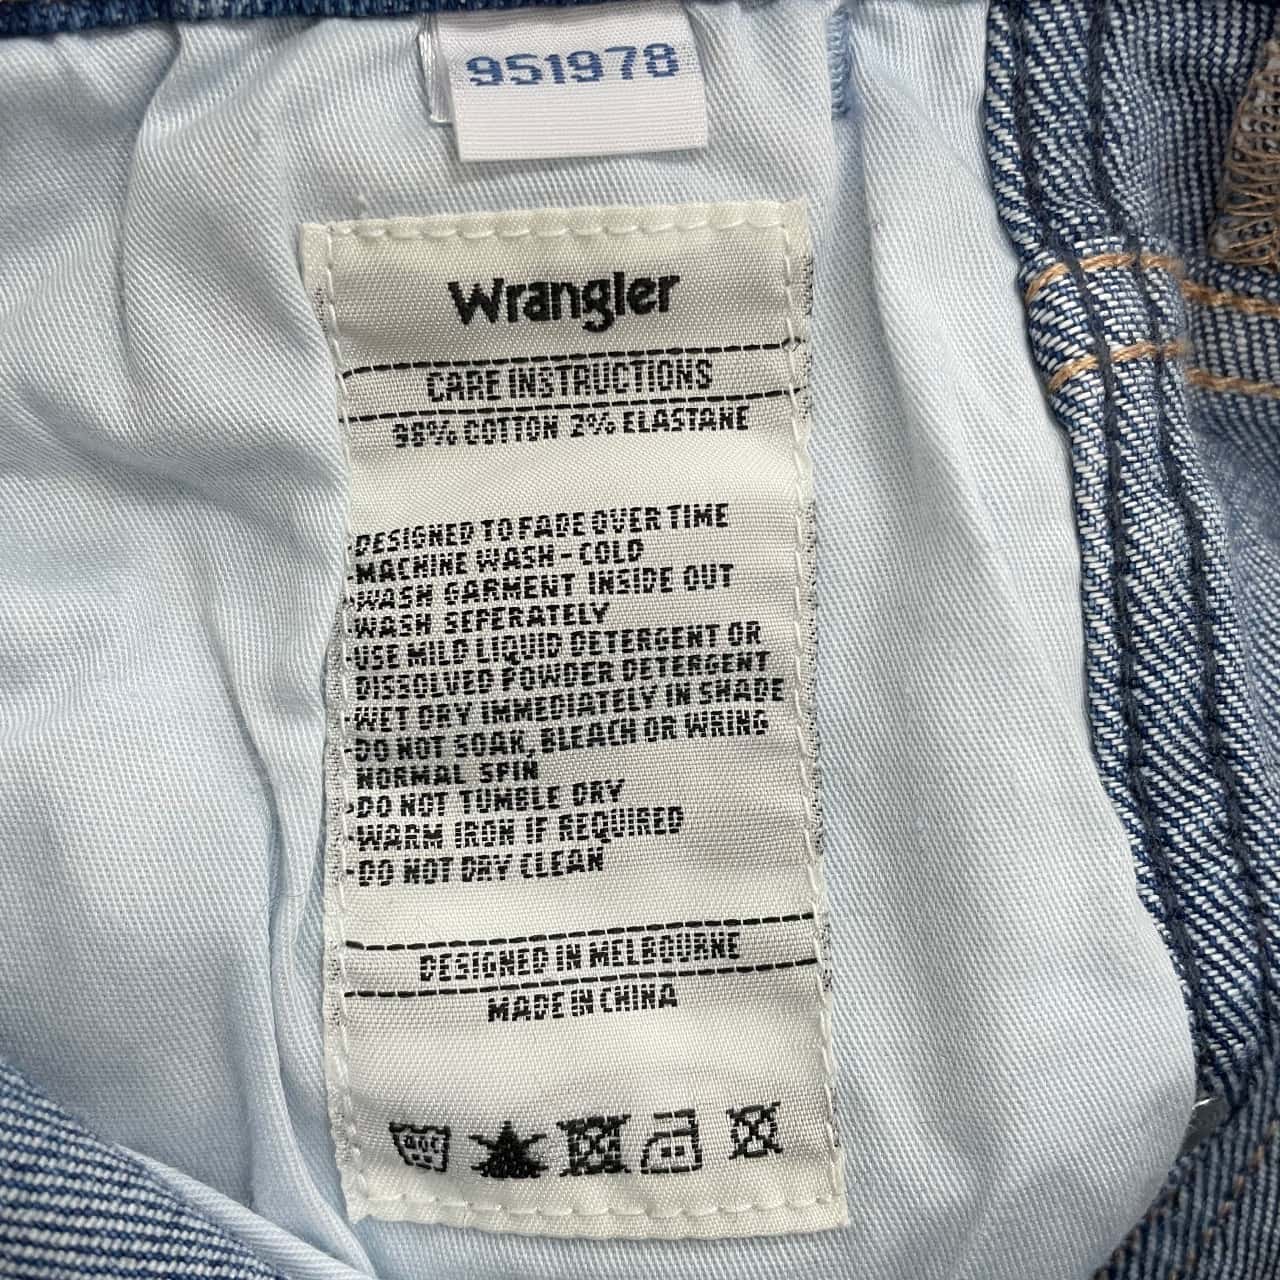 951978
Wrangler
CARE INSTRUCTIONS
98% COTTON 2% ELASTANE
-DESIGNED TO FADE OVER TIME
-MACHINE WASH - COLD
-WASH GARMENT INSIDE OUT
-WASH SEPERATELY
-USE MILD LIQUID DETERGENT OR
DISSOLVED POWDER DETERGENT
-WET DRY IMMEDIATELY IN SHADE
-DO NOT SOAK, BLEACH OR WRING
NORMAL SPIN
-DO NOT TUMBLE DRY
-WARM IRON IF REQUIRED
-DO NOT DRY CLEAN
DESIGNED IN MELBOURNE
MADE IN CHINA